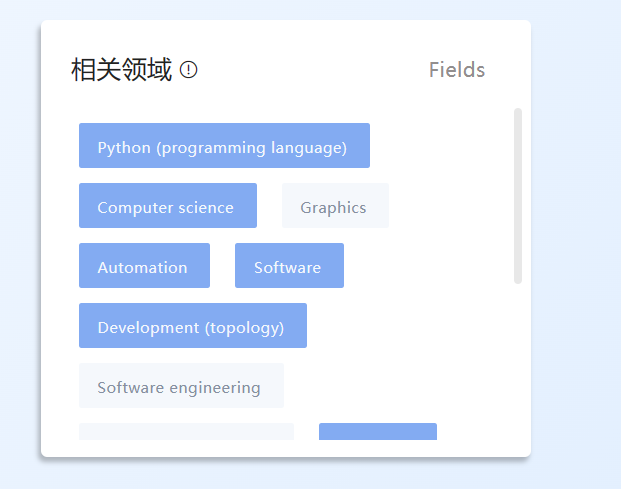 相关领域 Fields
Python (programming language)
Computer science Graphics
Automation Software
Development (topology)
Software engineering